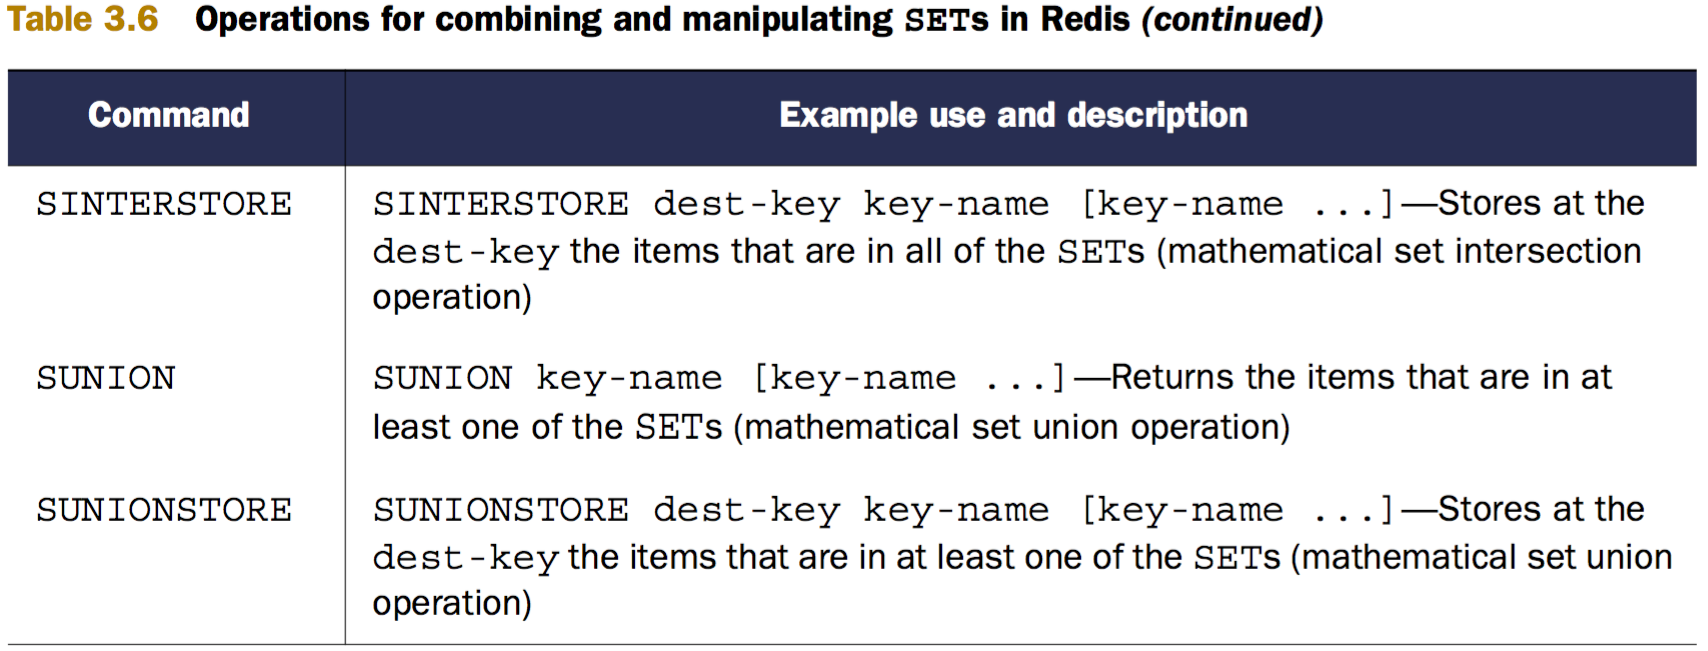 Table 3.6 Operations for combining and manipulating SETs in Redis (continued)
Command Example use and description
SINTERSTORE SINTERSTORE dest-key key-name [key-name ...]—Stores at the
dest-key the items that are in all of the SETs (mathematical set intersection
operation)
SUNION SUNION key-name [key-name ...]—Returns the items that are in at
least one of the SETs (mathematical set union operation)
SUNIONSTORE SUNIONSTORE dest-key key-name [key-name ...]—Stores at the
dest-key the items that are in at least one of the SETs (mathematical set union
operation)